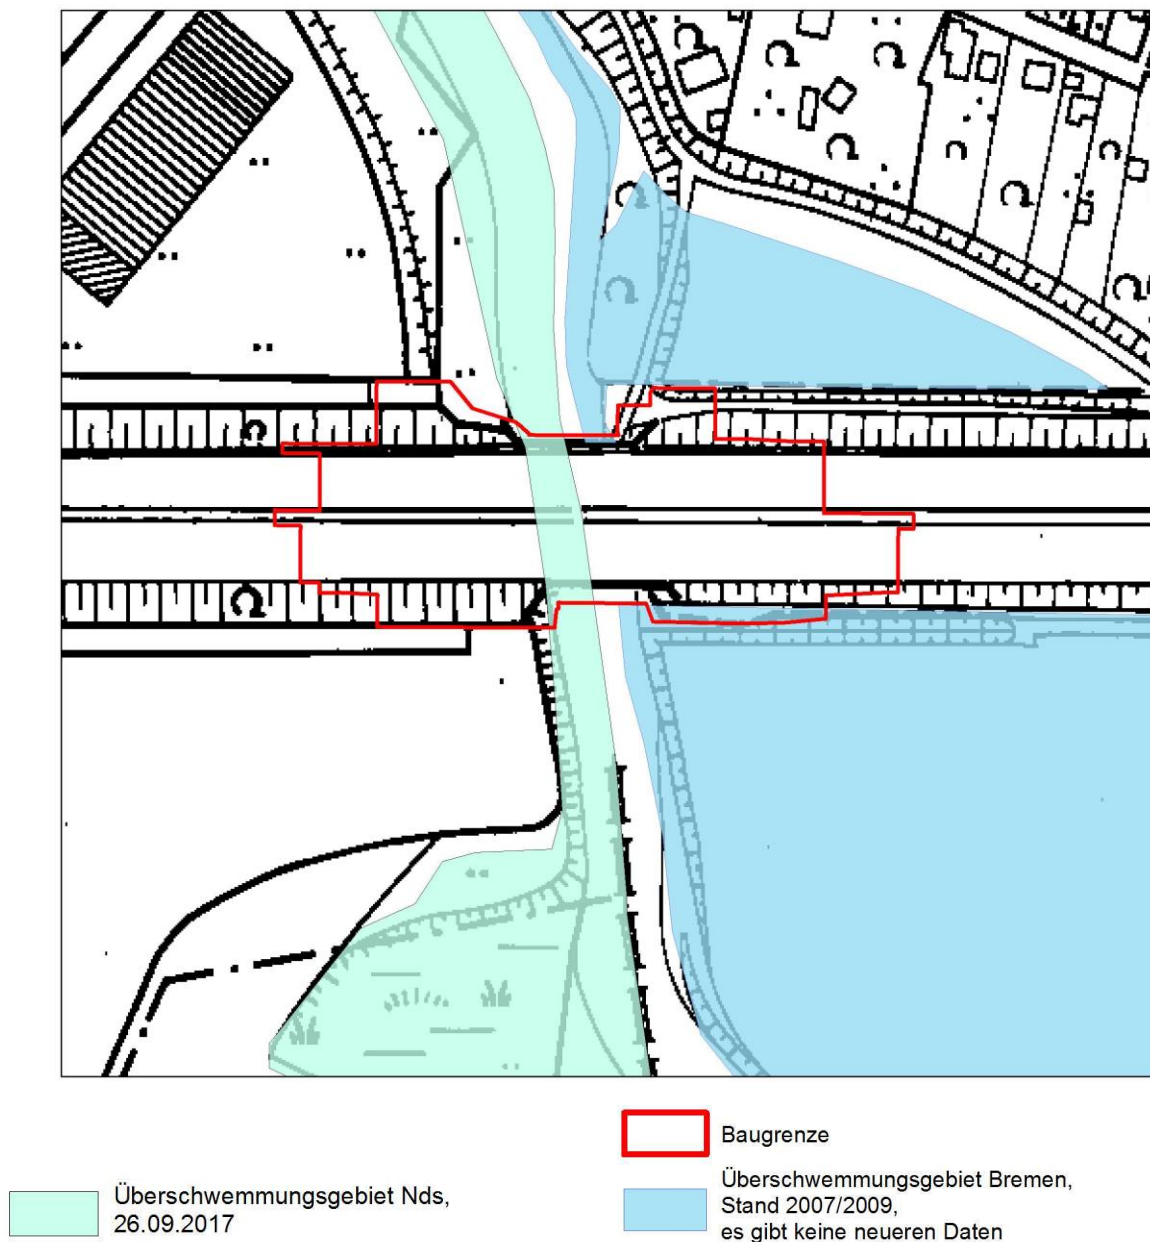 Baugrenze
Überschwemmungsgebiet Nds,
26.09.2017
Überschwemmungsgebiet Bremen,
Stand 2007/2009,
es gibt keine neueren Daten